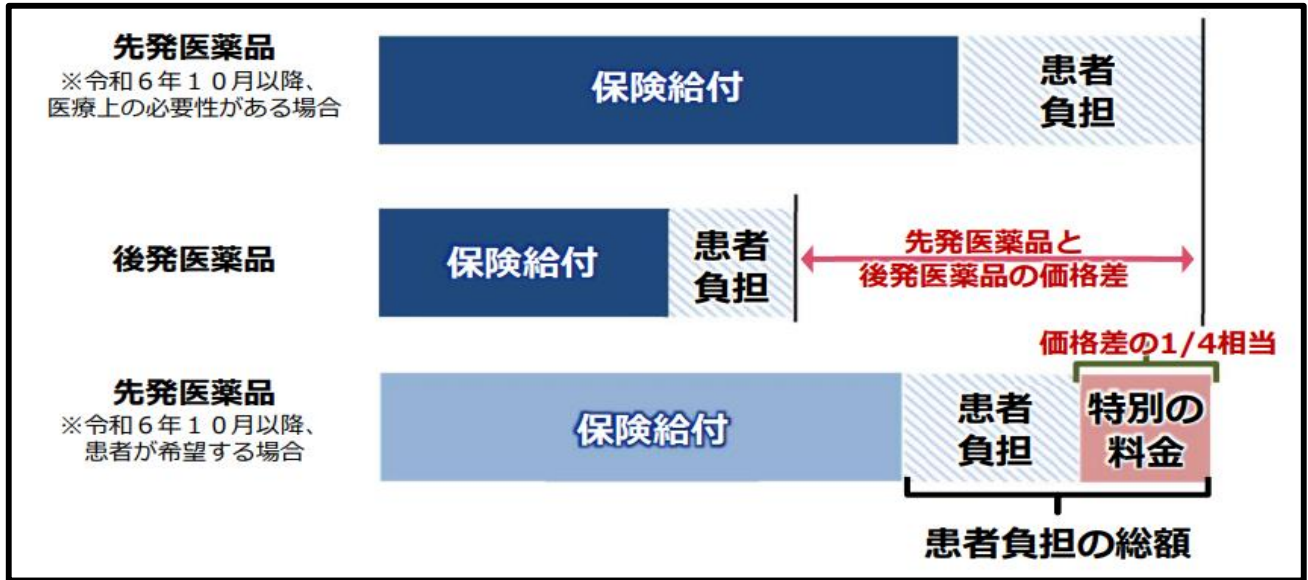 先発医薬品
※令和６年１０月以降、
医療上の必要性がある場合
保険給付
患者
負担
後発医薬品
保険給付
患者
負担
先発医薬品と
後発医薬品の価格差
価格差の1/4相当
先発医薬品
※令和６年１０月以降、
患者が希望する場合
保険給付
患者
負担
特別の
料金
患者負担の総額